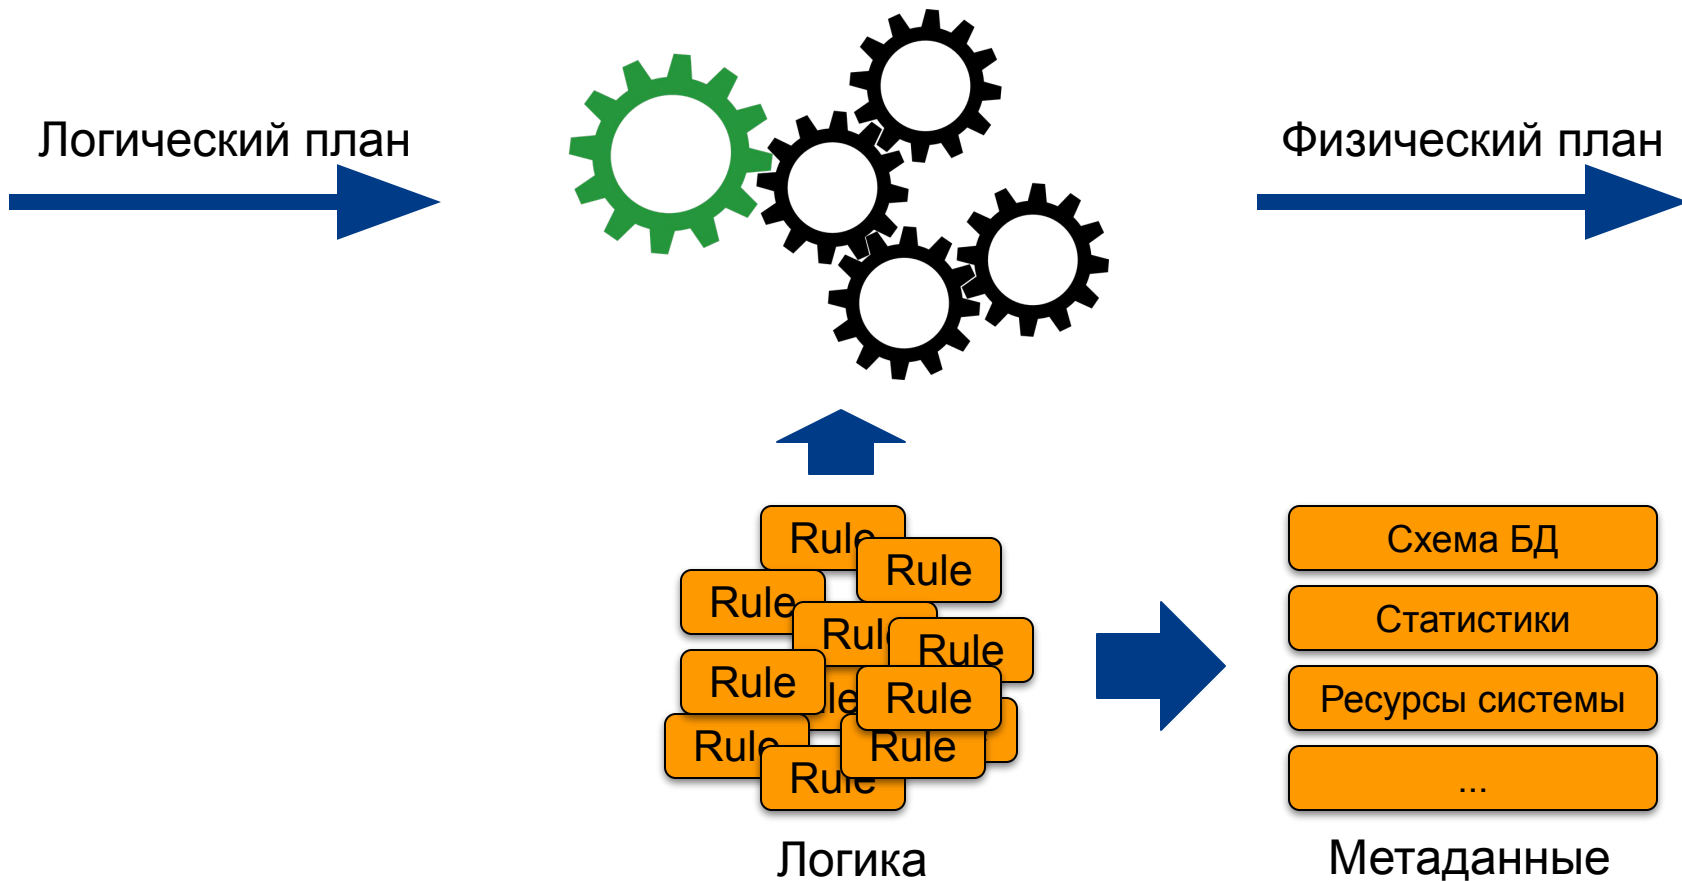 Логический план
Физический план
Rule
Rule
Rule
Rule
Rule
Rule
Rule
Rule
Rule
Rule
Схема БД
Статистики
Ресурсы системы
...
Логика
Метаданные